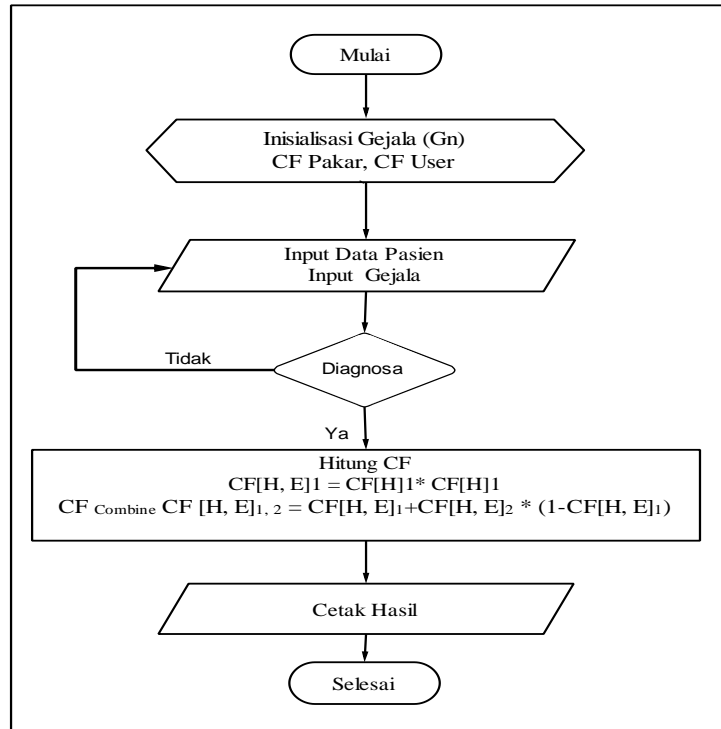 Mulai
Inisialisasi Gejala (Gn)
CF Pakar, CF User
Input Data Pasien
Input Gejala
Tidak
Diagnosa
Ya
Hitung CF
CF[H, E]1 = CF[H]1* CF[H]1
CF Combine CF [H, E]1, 2 = CF[H, E]1+CF[H, E]2 * (1-CF[H, E]1)
Cetak Hasil
Selesai